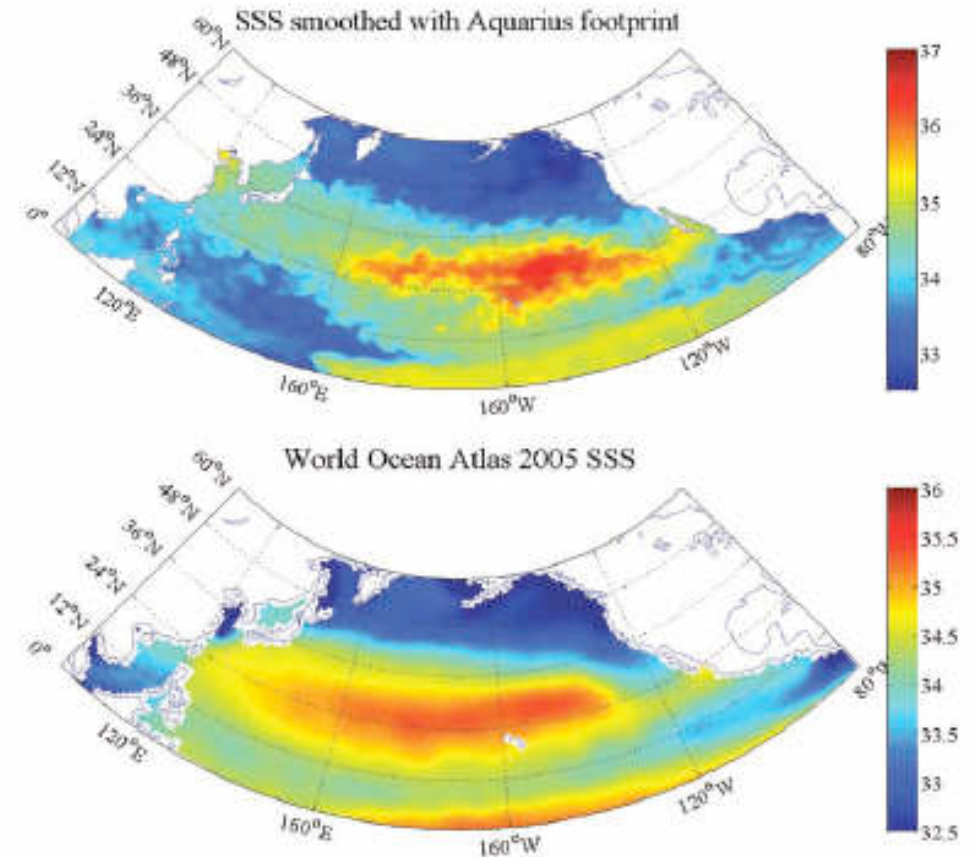 SSS smoothed with Aquarius footprint
60°N
48°N
36°N
24°N
12°N
0°
120°E
160°E
160°W
120°W
80°W
37
36
35
34
33
World Ocean Atlas 2005 SSS
60°N
48°N
36°N
24°N
12°N
0°
120°E
160°E
160°W
120°W
80°W
36
35.5
35
34.5
34
33.5
33
32.5